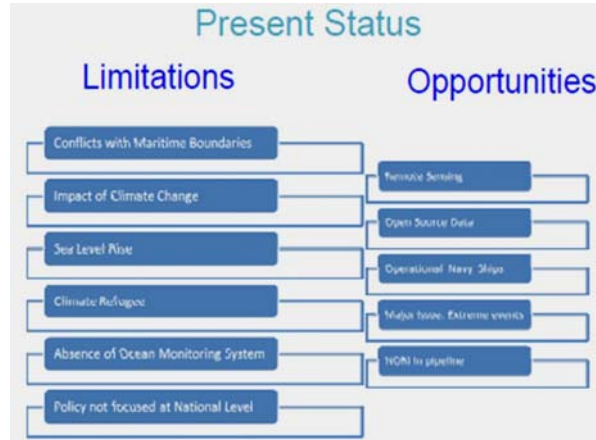 Present Status
Limitations
Conflicts with Maritime Boundaries
Impact of Climate Change
Sea Level Rise
Climate Refugee
Absence of Ocean Monitoring System
Policy not focused at National Level
Opportunities
Remote Sensing
Open Source Data
Operational Navy Ships
Major Issue. Extreme events
in pipeline